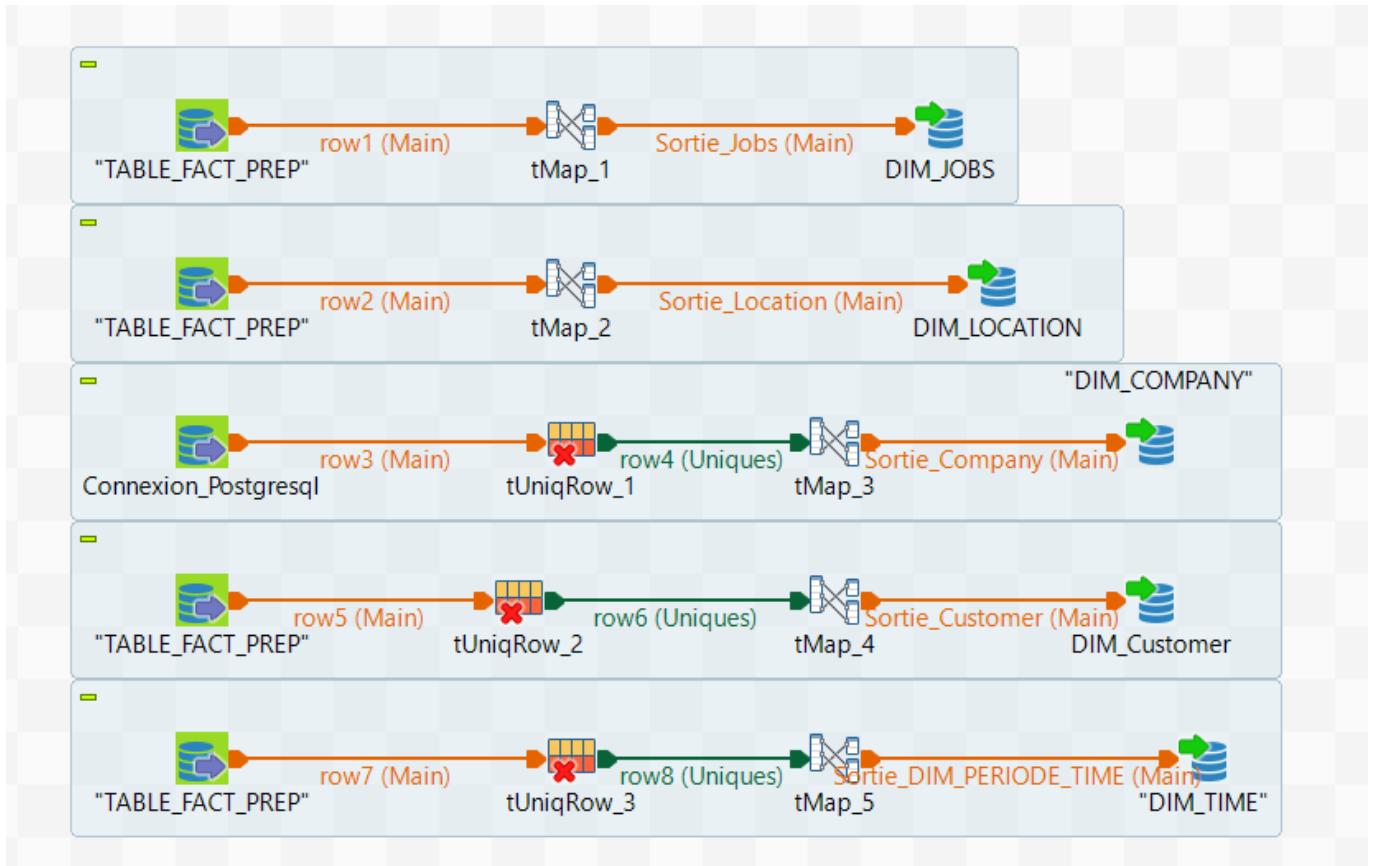 row1 (Main)
Sortie_Jobs (Main)
"TABLE_FACT_PREP"
tMap_1
DIM_JOBS
row2 (Main)
Sortie_Location (Main)
"TABLE_FACT_PREP"
tMap_2
DIM_LOCATION
"DIM_COMPANY"
row3 (Main)
row4 (Uniques)
Sortie_Company (Main)
Connexion_Postgresql
tUniqRow_1
tMap_3
row5 (Main)
row6 (Uniques)
Sortie_Customer (Main)
"TABLE_FACT_PREP"
tUniqRow_2
tMap_4
DIM_Customer
row7 (Main)
row8 (Uniques)
Sortie_DIM_PERIODE_TIME (Main)
"TABLE_FACT_PREP"
tUniqRow_3
tMap_5
"DIM_TIME"